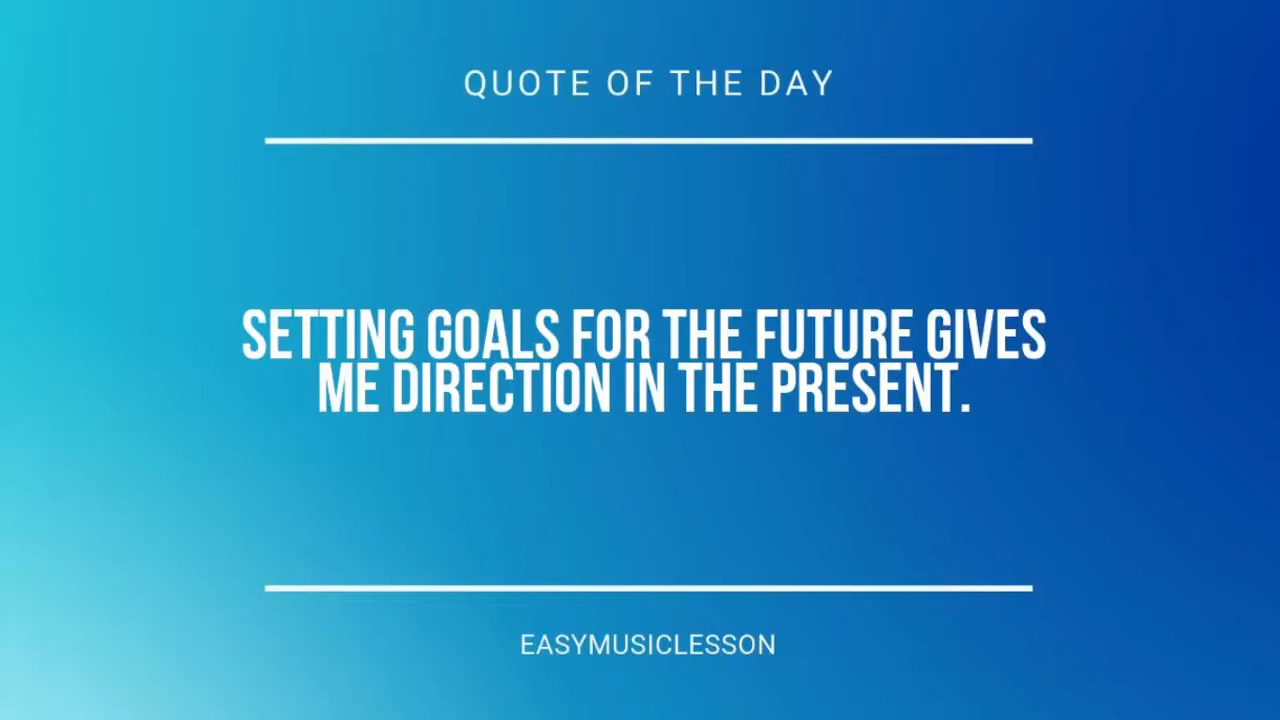 QUOTE OF THE DAY
SETTING GOALS FOR THE FUTURE GIVES
ME DIRECTION IN THE PRESENT.
EASYMUSICLESSON